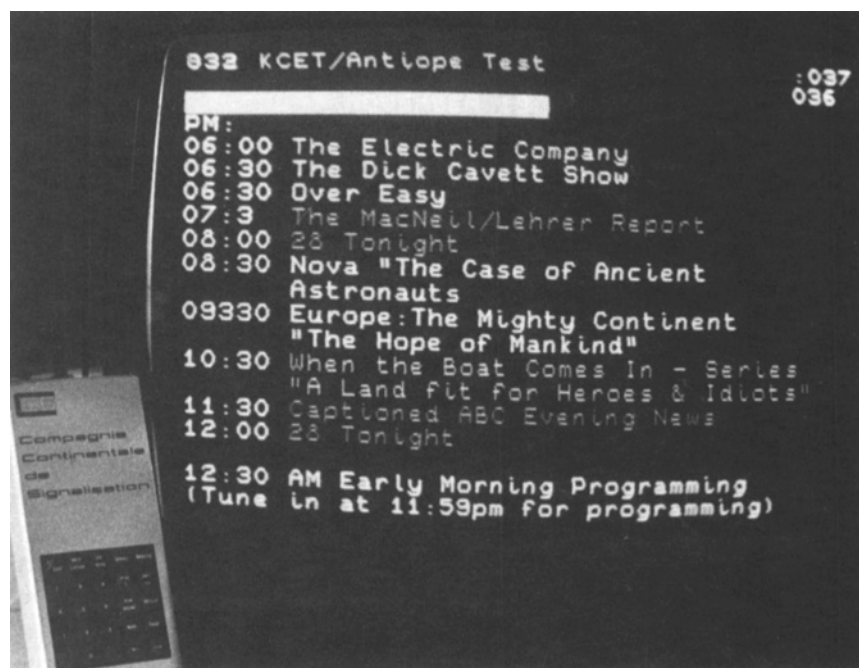 032 KCET/Antiope Test
:037
036
PM:
06:00 The Electric Company
06:30 The Dick Cavett Show
06:30 Over Easy
07:3 The MacNeil/Lehrer Report
08:00 28 Tonight
08:30 Nova "The Case of Ancient
Astronauts
09330 Europe:The Mighty Continent
"The Hope of Mankind"
10:30 When the Boat Comes In - Series
"A Land fit for Heroes & Idiots"
11:30 Captioned ABC Evening News
12:00 28 Tonight
12:30 AM Early Morning Programming
(Tune in at 11:59pm for programming)
Compagnie
Continentale
de
Signalisation